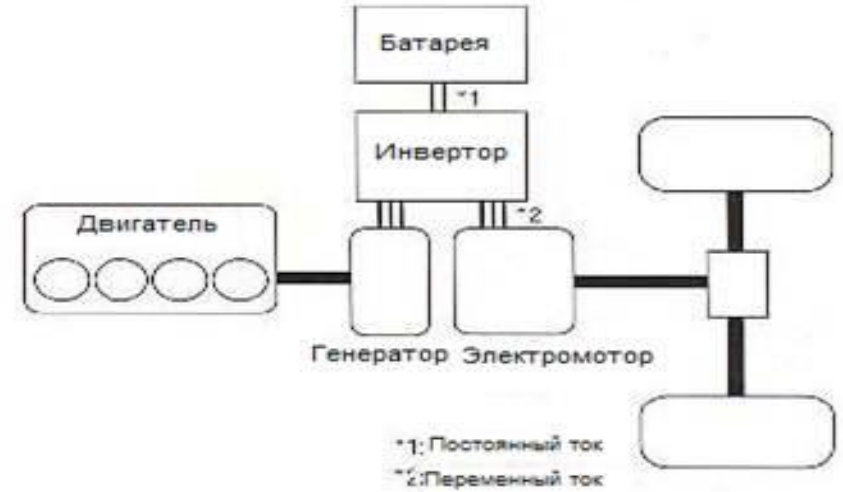 Батарея
*1
Инвертор
*2
Двигатель
Генератор Электромотор
*1: Постоянный ток
*2:Переменный ток